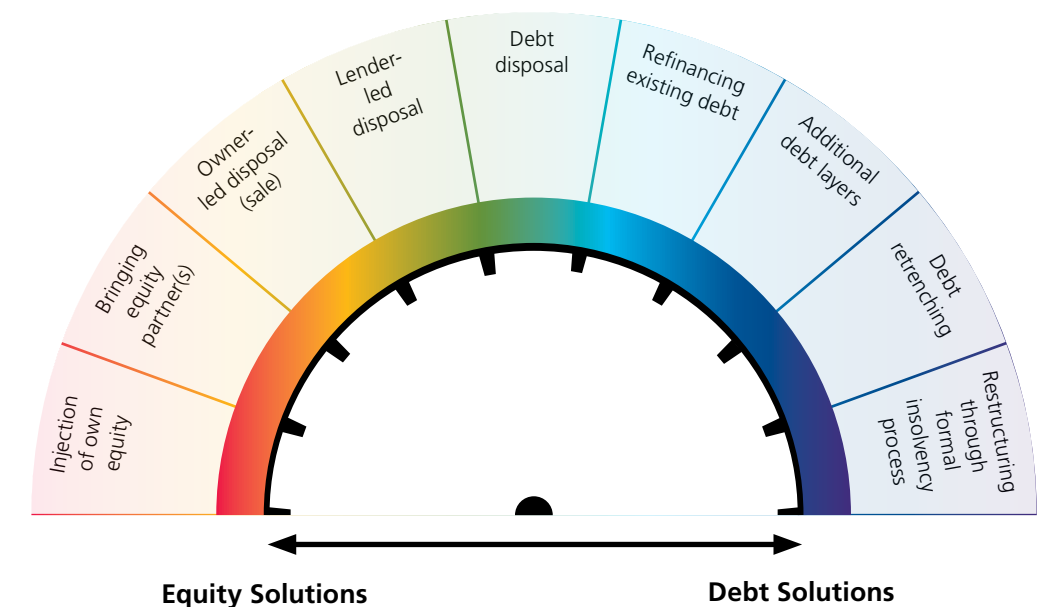 Injection
of own
equity
Bringing
equity
partner(s)
Owner-
led disposal
(sale)
Lender-
led
disposal
Debt
disposal
Refinancing
existing debt
Additional
debt layers
Debt
retrenching
Restructuring
through
formal
insolvency
process
Equity Solutions
Debt Solutions